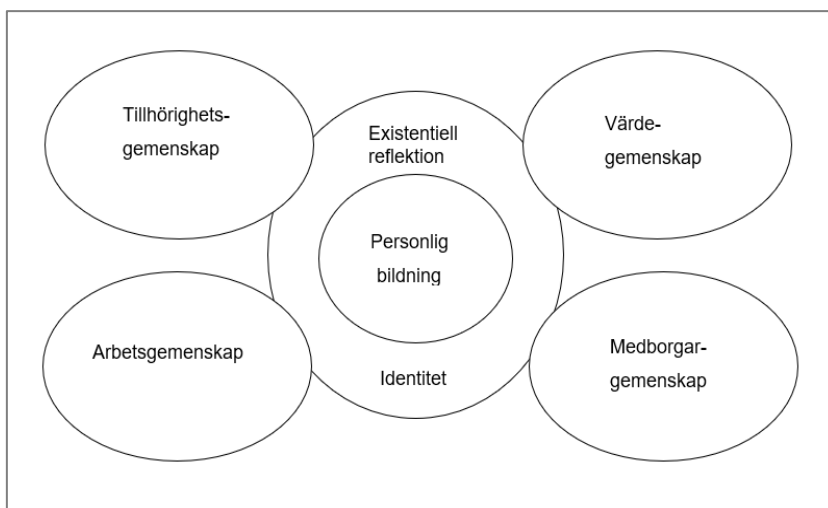 Tillhörighets-
gemenskap
Existentiell
reflektion
Värde-
gemenskap
Personlig
bildning
Arbetsgemenskap
Identitet
Medborgar-
gemenskap